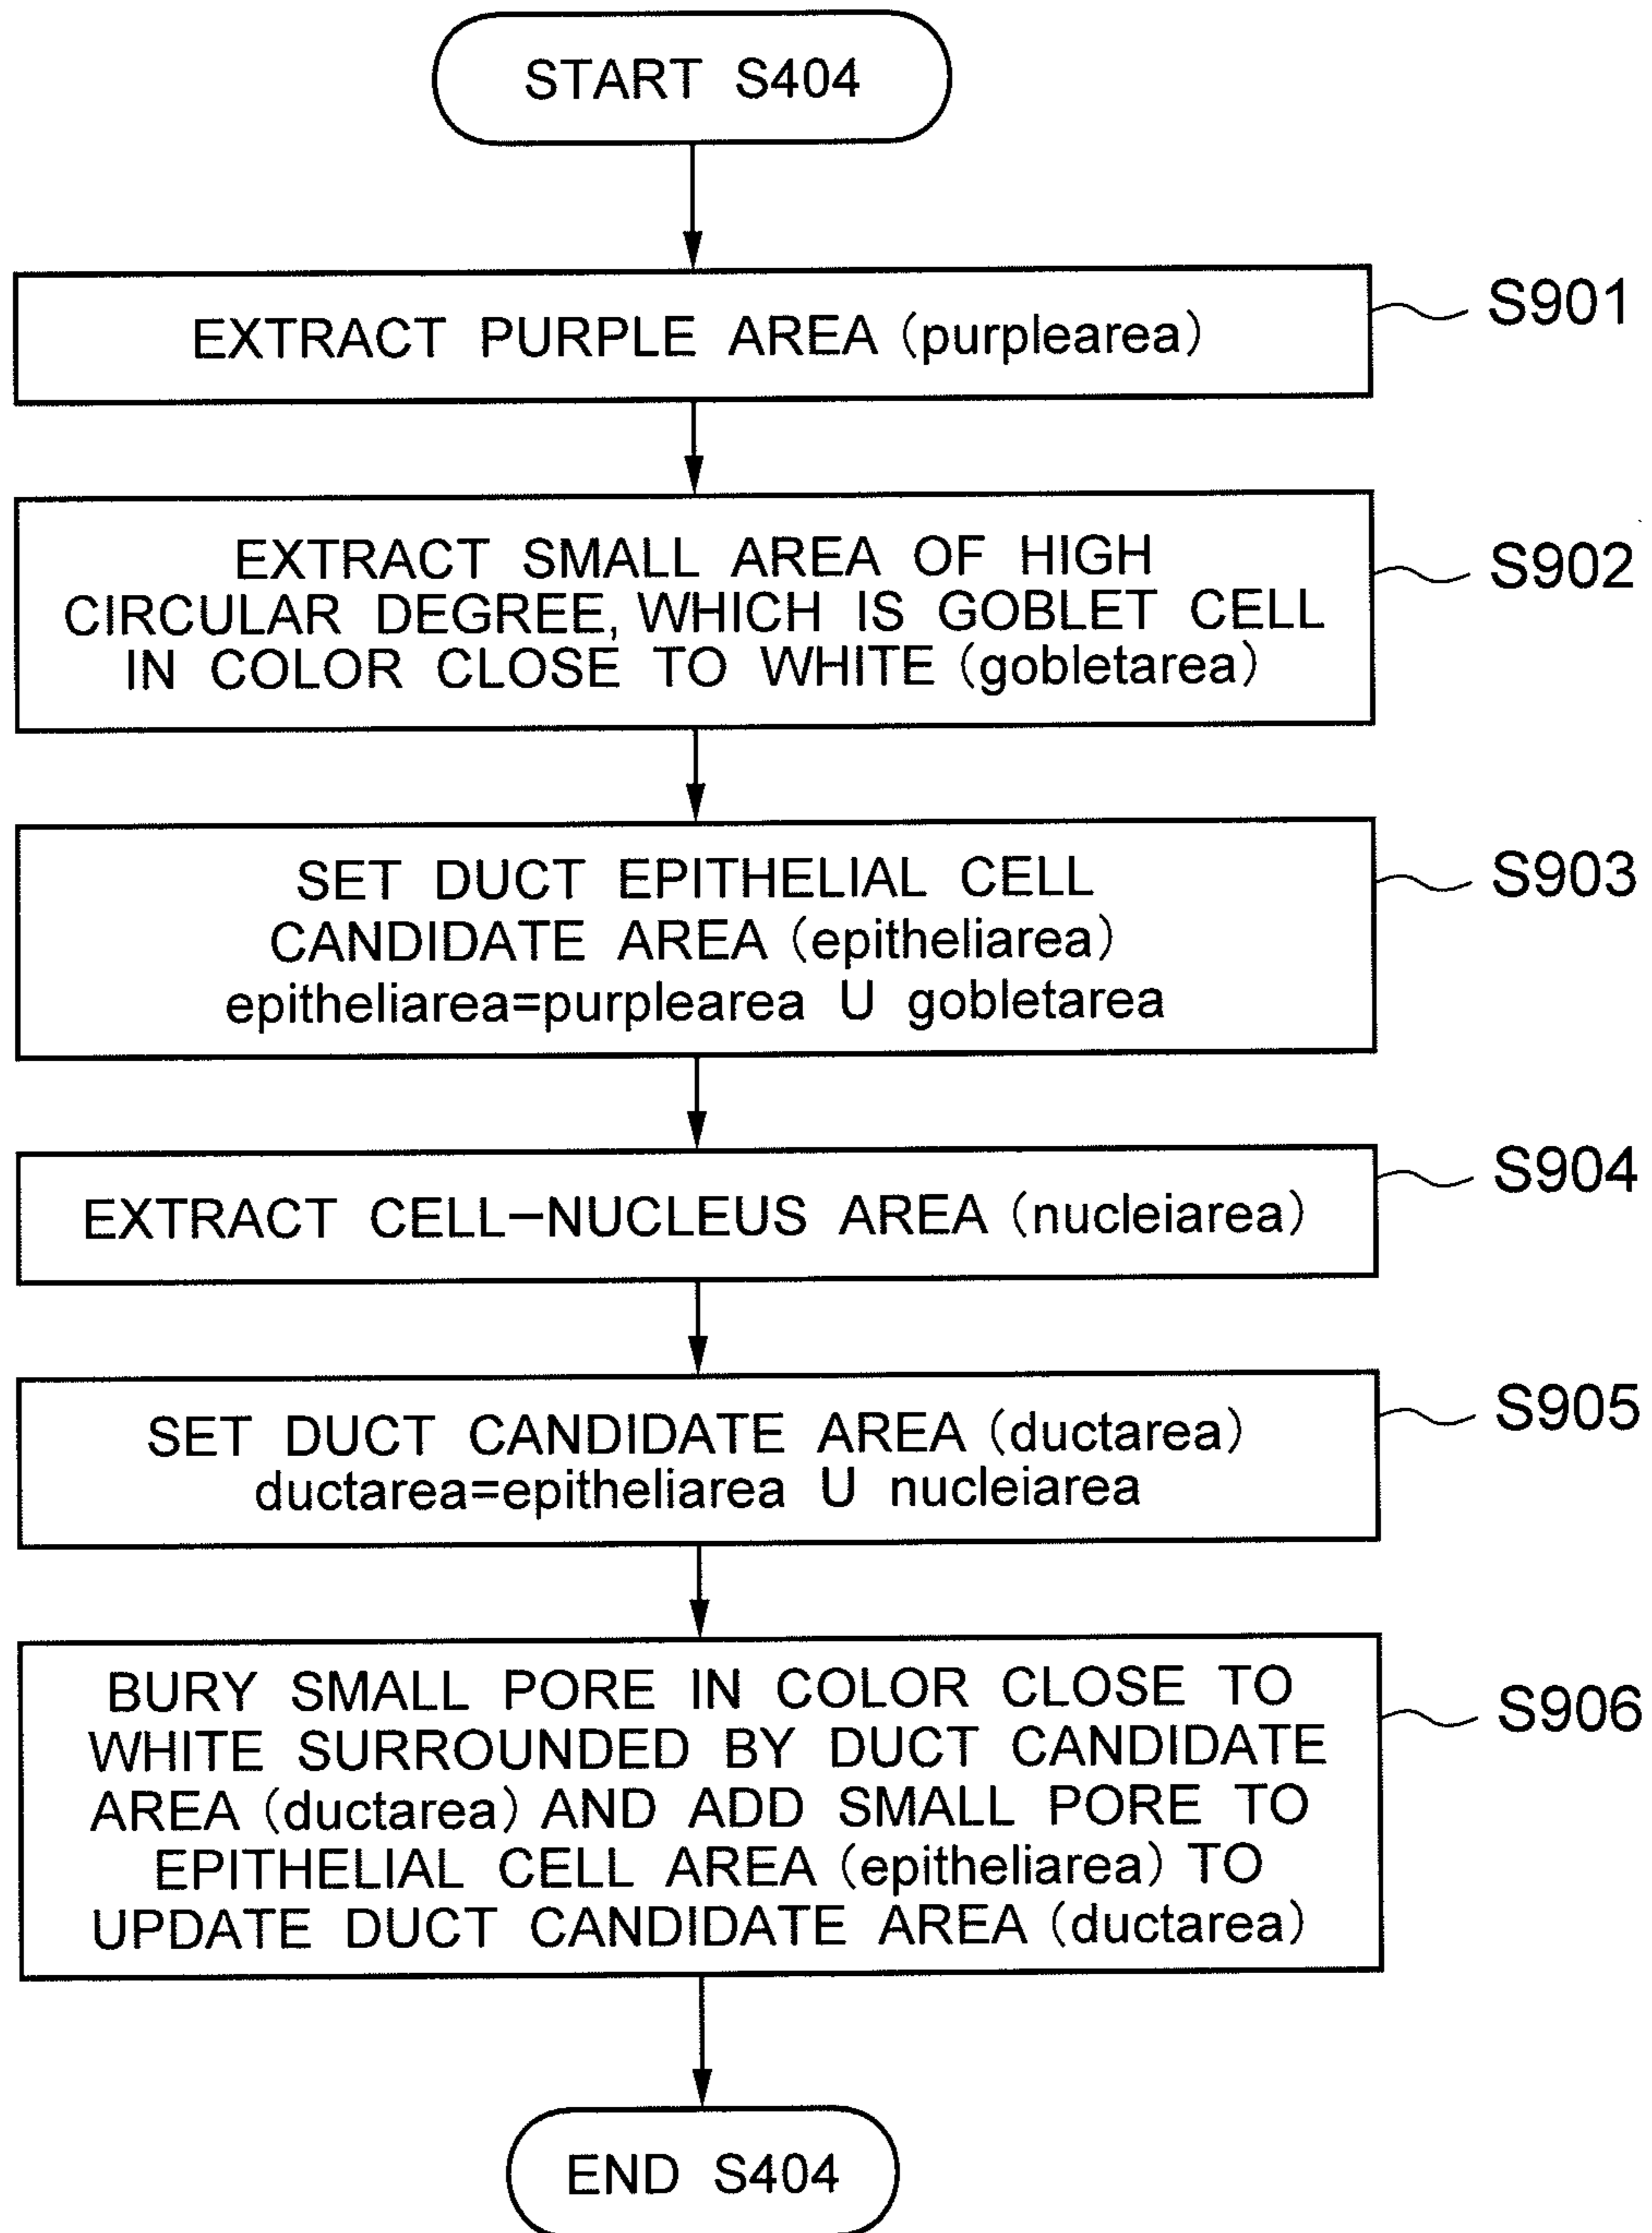 START S404
EXTRACT PURPLE AREA (purplearea)
S901
EXTRACT SMALL AREA OF HIGH
CIRCULAR DEGREE, WHICH IS GOBLET CELL
IN COLOR CLOSE TO WHITE (gobletarea)
S902
SET DUCT EPITHELIAL CELL
CANDIDATE AREA (epitheliarea)
epitheliarea=purplearea U gobletarea
S903
EXTRACT CELL-NUCLEUS AREA (nucleiarea)
S904
SET DUCT CANDIDATE AREA (ductarea)
ductarea=epitheliarea U nucleiarea
S905
BURY SMALL PORE IN COLOR CLOSE TO
WHITE SURROUNDED BY DUCT CANDIDATE
AREA (ductarea) AND ADD SMALL PORE TO
EPITHELIAL CELL AREA (epitheliarea) TO
UPDATE DUCT CANDIDATE AREA (ductarea)
S906
END S404